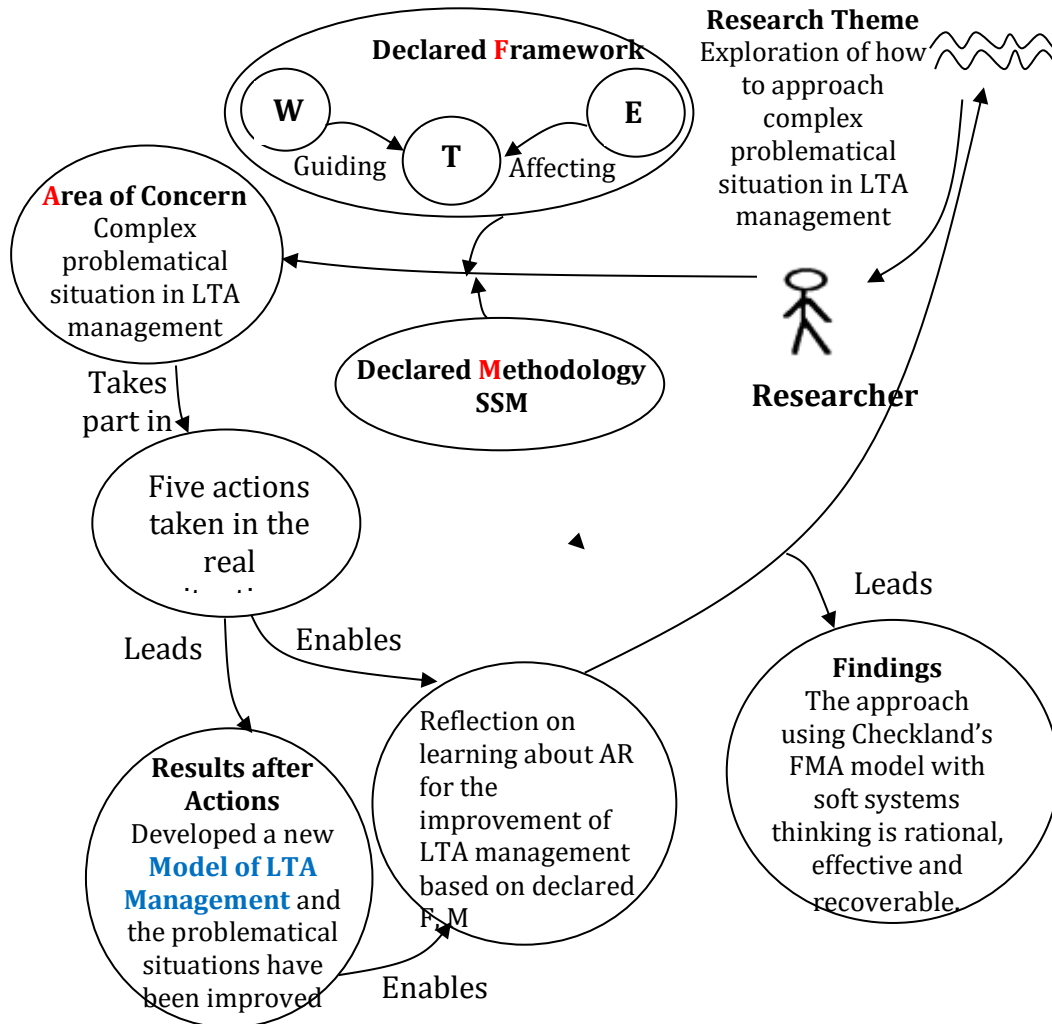 Declared Framework
W
T
E
Guiding
Affecting
Research Theme
Exploration of how
to approach
complex
problematical
situation in LTA
management
Area of Concern
Complex
problematical
situation in LTA
management
Declared Methodology
SSM
Researcher
Takes
part in
Five actions
taken in the
real
Leads
Enables
Results after
Actions
Developed a new
Model of LTA
Management and
the problematical
situations have
been improved
Enables
Reflection on
learning about AR
for the
improvement of
LTA management
based on declared
F, M
Leads
Findings
The approach
using Checkland’s
FMA model with
soft systems
thinking is rational,
effective and
recoverable.